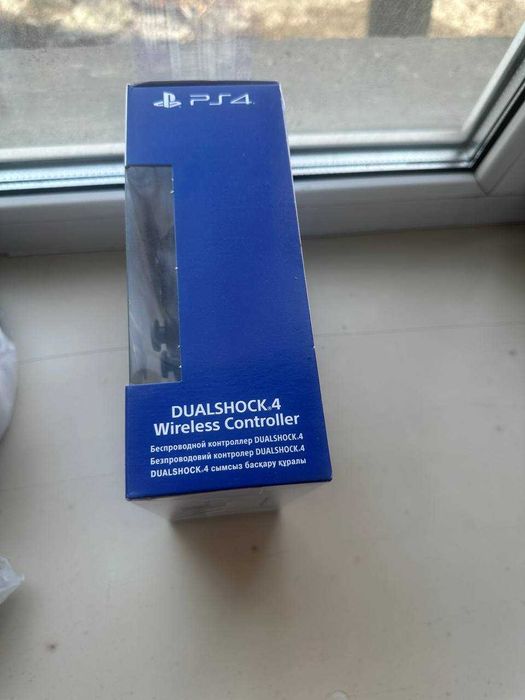 PS4
DUALSHOCK®4
Wireless Controller
Беспроводной контроллер DUALSHOCK®4
Безпроводовий контролер DUALSHOCK®4
DUALSHOCK®4 сымсыз басқару құралы